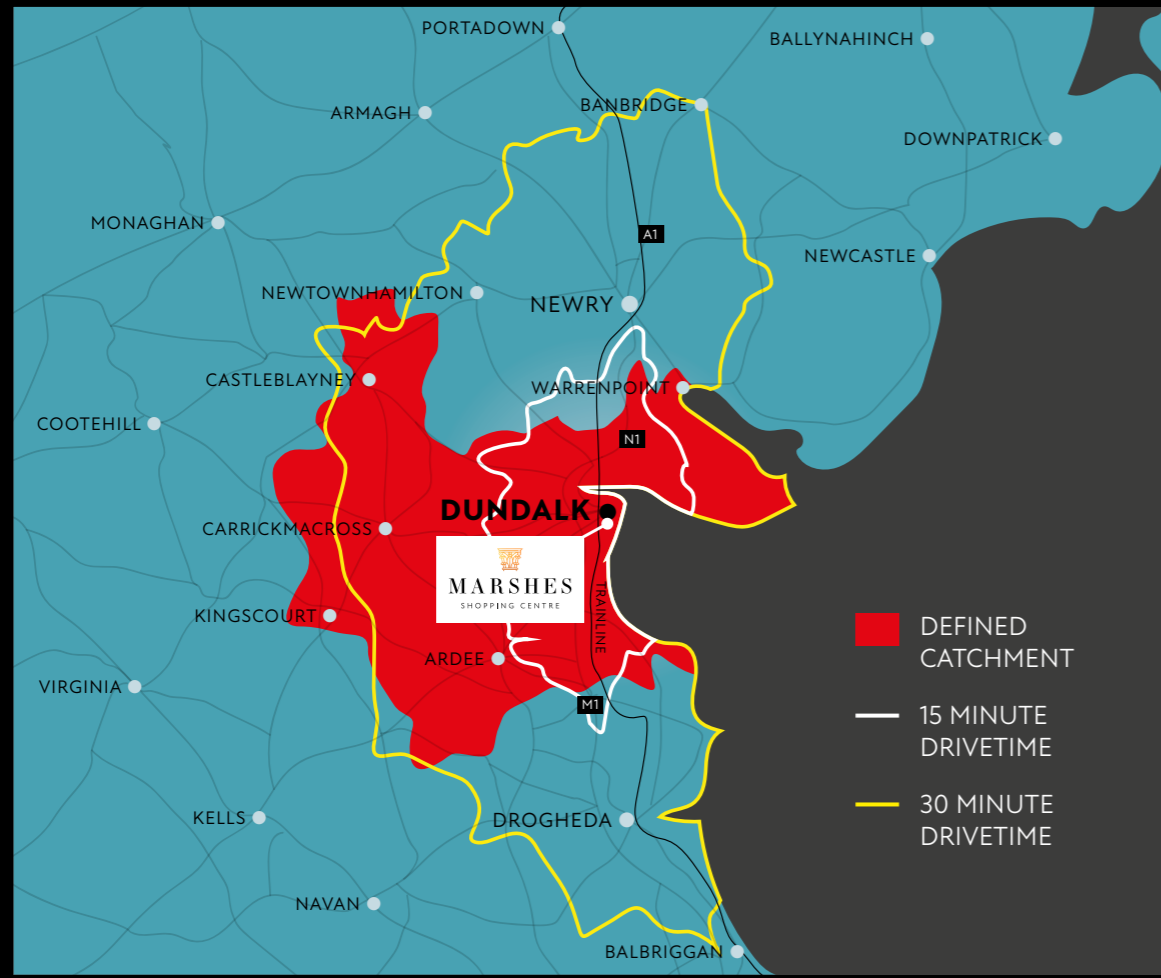 PORTADOWN
BALLYNAHINCH
BANBRIDGE
ARMAGH
DOWNPATRICK
MONAGHAN
A1
NEWCASTLE
NEWTOWNHAMILTON
NEWRY
CASTLEBLAYNEY
WARRENPOINT
COOTEHILL
N1
DUNDALK
CARRICKMACROSS
MARSHES
SHOPPING CENTRE
TRAINLINE
KINGSCOURT
DEFINED
CATCHMENT
ARDEE
VIRGINIA
M1
15 MINUTE
DRIVETIME
30 MINUTE
DRIVETIME
KELLS
DROGHEDA
NAVAN
BALBRIGGAN